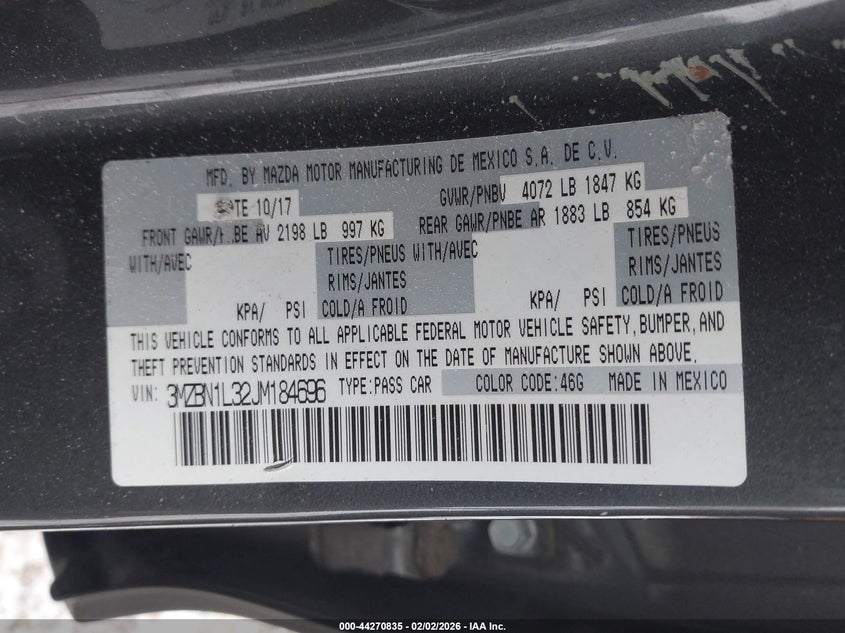 MFD. BY MAZDA MOTOR MANUFACTURING DE MEXICO S.A. DE C.V.
DATE 10/17 GVWR/PNBV 4072 LB 1847 KG
FRONT GAWR/PNBE AV 2198 LB 997 KG REAR GAWR/PNBE AR 1883 LB 854 KG
WITH/AVEC TIRES/PNEUS WITH/AVEC TIRES/PNEUS
RIMS/JANTES RIMS/JANTES
KPA/ PSI COLD/A FROID KPA/ PSI COLD/A FROID
THIS VEHICLE CONFORMS TO ALL APPLICABLE FEDERAL MOTOR VEHICLE SAFETY, BUMPER, AND
THEFT PREVENTION STANDARDS IN EFFECT ON THE DATE OF MANUFACTURE SHOWN ABOVE.
VIN: 3MZBN1L32JM184696 TYPE:PASS CAR COLOR CODE:46G MADE IN MEXICO
000-44270835 - 02/02/2026 - IAA Inc.